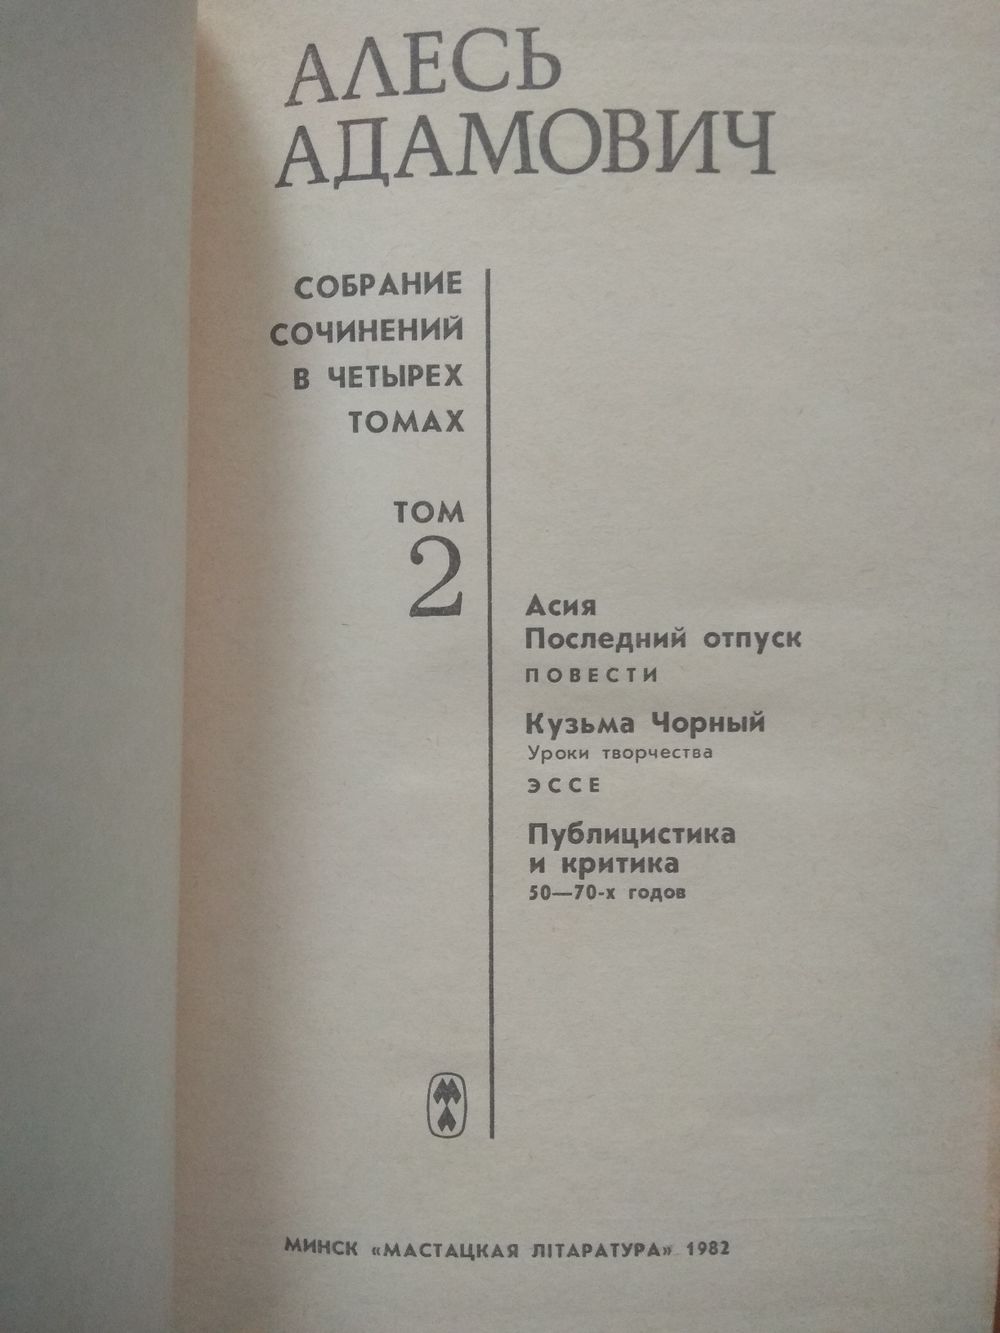 АЛЕСЬ
АДАМОВИЧ
СОБРАНИЕ
СОЧИНЕНИЙ
В ЧЕТЫРЕХ
ТОМАХ
ТОМ
2
Асия
Последний отпуск
ПОВЕСТИ
Кузьма Чорный
Уроки творчества
ЭССЕ
Публицистика
и критика
50—70-х годов
МИНСК «МАСТАЦКАЯ ЛІТАРАТУРА» 1982